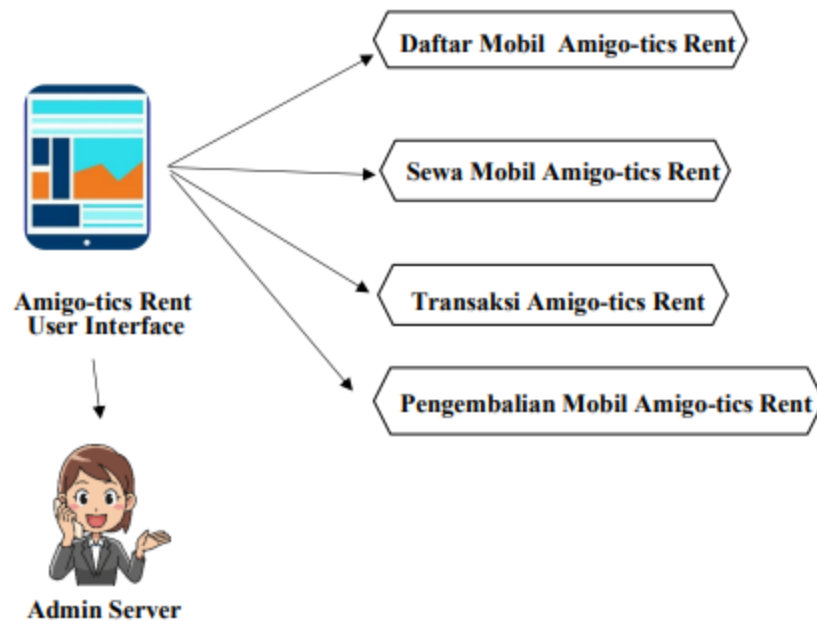 Daftar Mobil Amigo-tics Rent
Sewa Mobil Amigo-tics Rent
Amigo-tics Rent
User Interface
Transaksi Amigo-tics Rent
Pengembalian Mobil Amigo-tics Rent
Admin Server